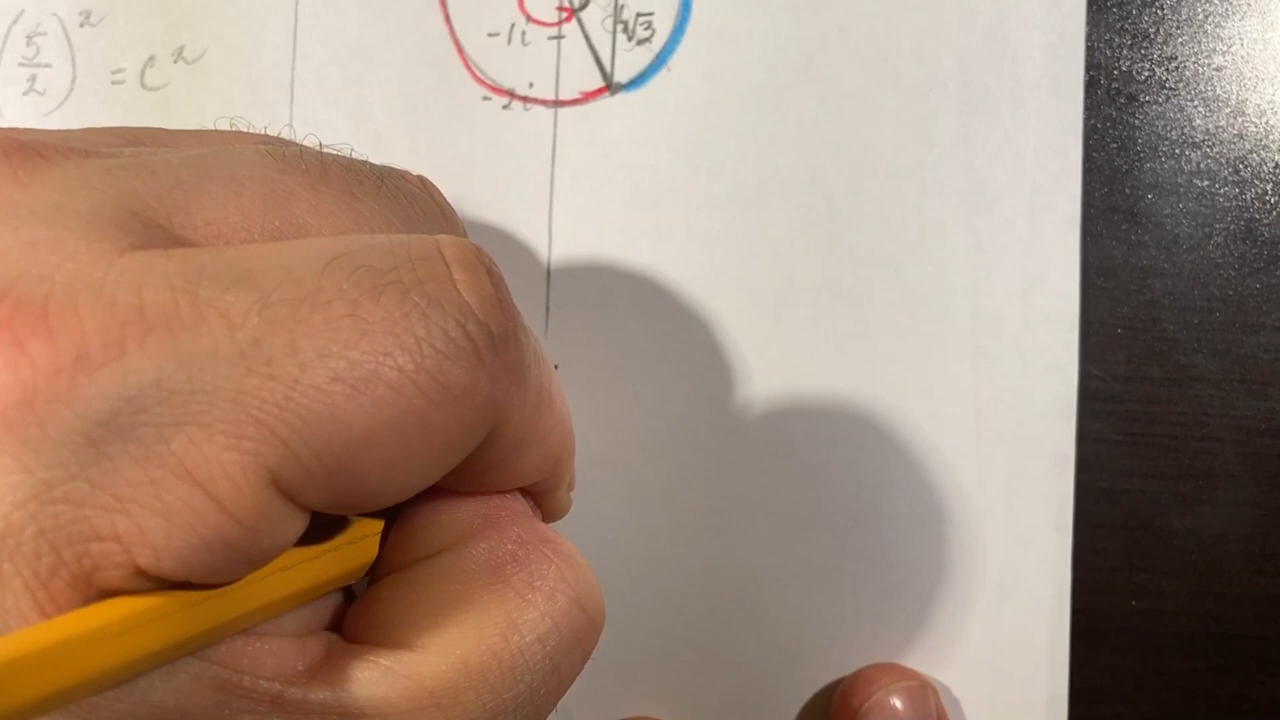 (5/2)² = c²
-1i
√3
-2i